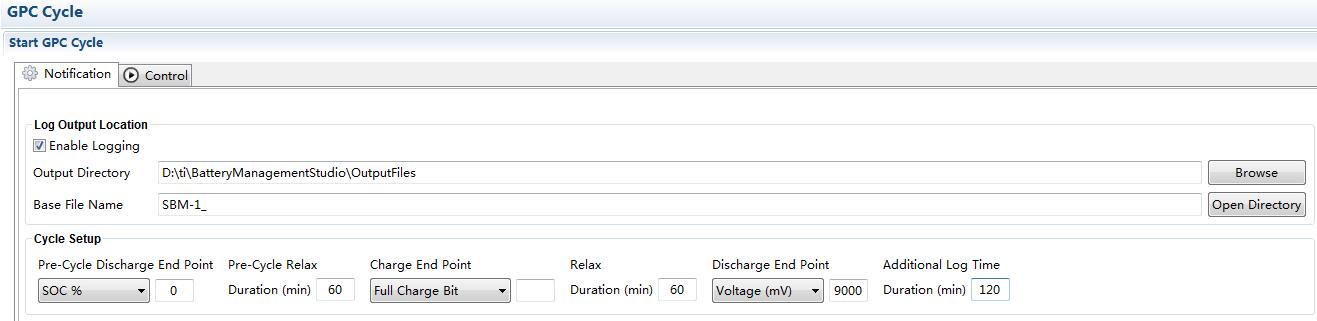 GPC Cycle
Start GPC Cycle
Notification Control
Log Output Location
Enable Logging
Output Directory D:\ti\BatteryManagementStudio\OutputFiles Browse
Base File Name SBM-1_ Open Directory
Cycle Setup
Pre-Cycle Discharge End Point Pre-Cycle Relax Charge End Point Relax Discharge End Point Additional Log Time
SOC % 0 Duration (min) 60 Full Charge Bit Duration (min) 60 Voltage (mV) 9000 Duration (min) 120